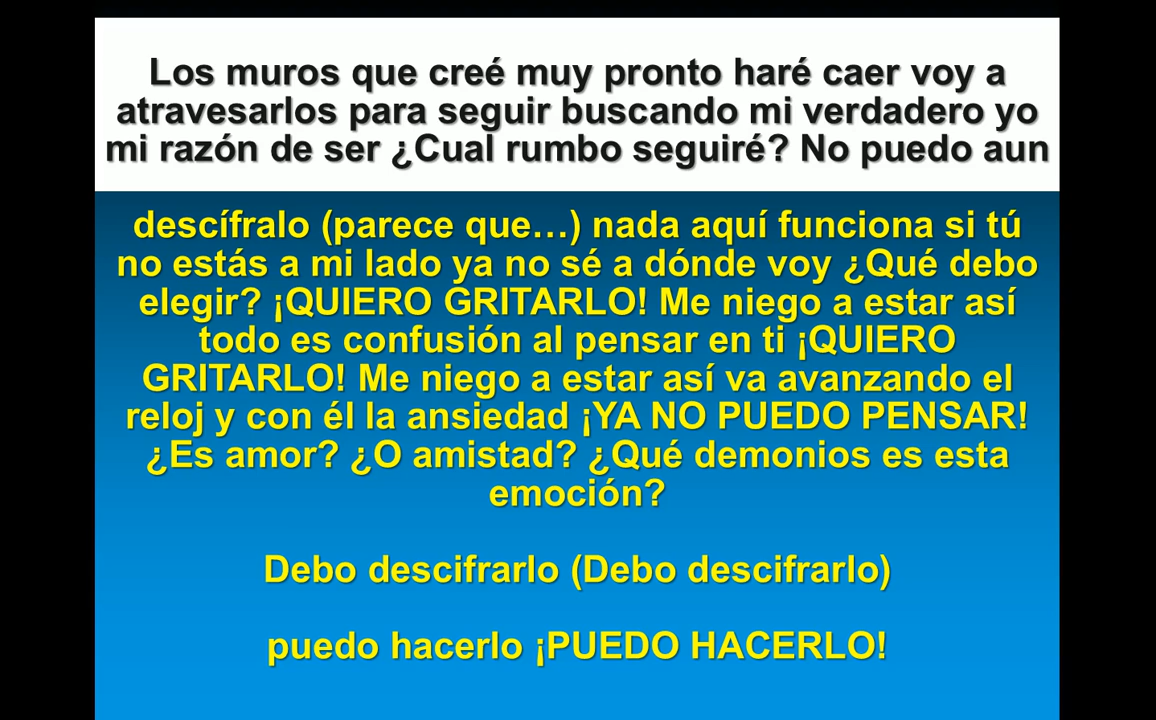 Los muros que creé muy pronto haré caer voy a
atravesarlos para seguir buscando mi verdadero yo
mi razón de ser ¿Cual rumbo seguiré? No puedo aun
descífralo (parece que…) nada aquí funciona si tú
no estás a mi lado ya no sé a dónde voy ¿Qué debo
elegir? ¡QUIERO GRITARLO! Me niego a estar así
todo es confusión al pensar en ti ¡QUIERO
GRITARLO! Me niego a estar así va avanzando el
reloj y con él la ansiedad ¡YA NO PUEDO PENSAR!
¿Es amor? ¿O amistad? ¿Qué demonios es esta
emoción?
Debo descifrarlo (Debo descifrarlo)
puedo hacerlo ¡PUEDO HACERLO!